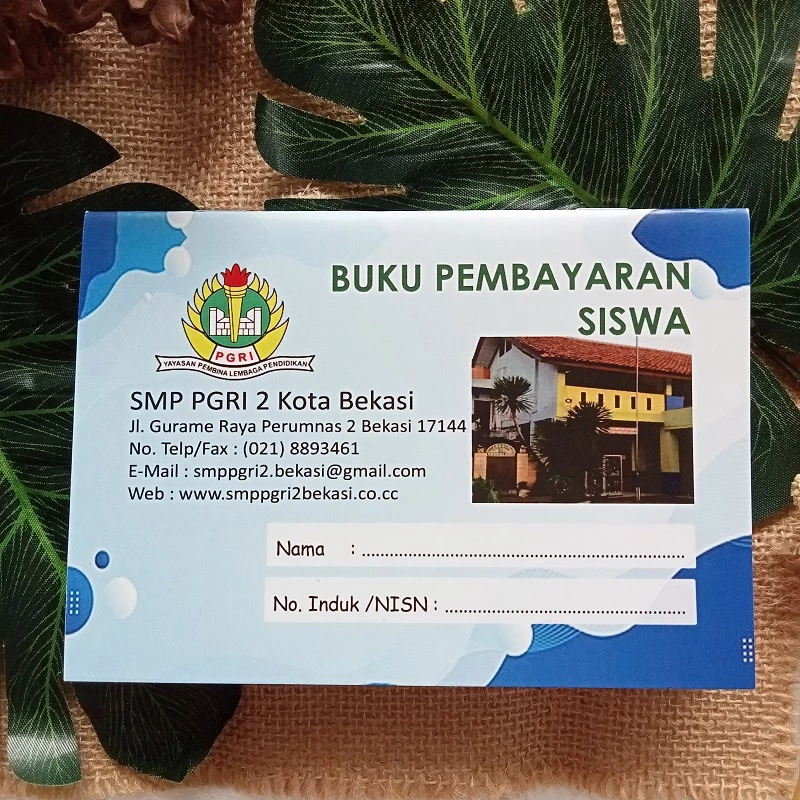 BUKU PEMBAYARAN
SISWA
PGRI
YAYASAN PEMBINA LEMBAGA PENDIDIKAN
SMP PGRI 2 Kota Bekasi
Jl. Gurame Raya Perumnas 2 Bekasi 17144
No. Telp/Fax : (021) 8893461
E-Mail : smppgri2.bekasi@gmail.com
Web : www.smppgri2bekasi.co.cc
Nama : ......................................................................
No. Induk /NISN : ....................................................